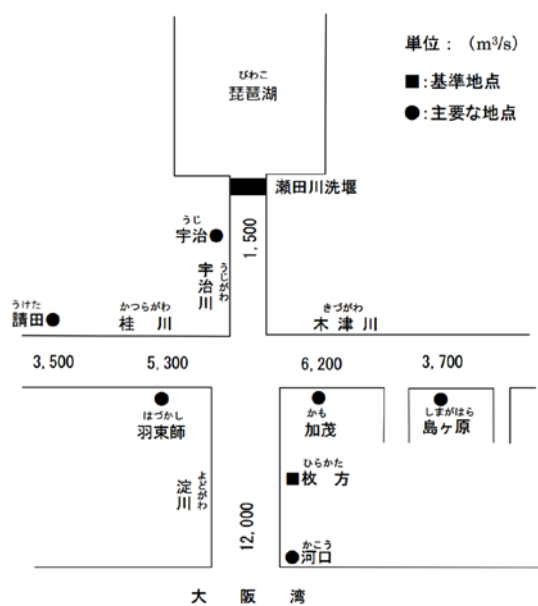 単位：（m³/s）
■：基準地点
●：主要な地点
びわこ
琵琶湖
瀬田川洗堰
うじ
宇治●
1,500
宇治川
うじがわ
うけた
請田●
かつらがわ
桂川
きづがわ
木津川
3,500
5,300
6,200
3,700
はづかし
羽束師
かも
加茂
しまがはら
島ヶ原
ひらかた
■枚方
淀川
よどがわ
12,000
かこう
●河口
大阪湾